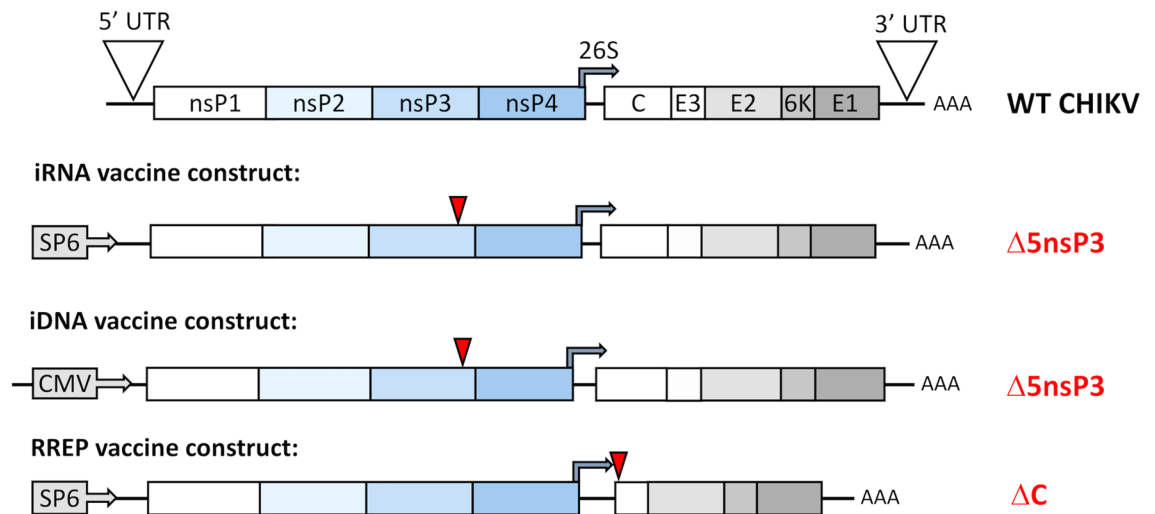 5’ UTR 3’ UTR
26S
nsP1 nsP2 nsP3 nsP4 C E3 E2 6K E1 AAA WT CHIKV
iRNA vaccine construct:
SP6 AAA Δ5nsP3
iDNA vaccine construct:
CMV AAA Δ5nsP3
RREP vaccine construct:
SP6 AAA ΔC